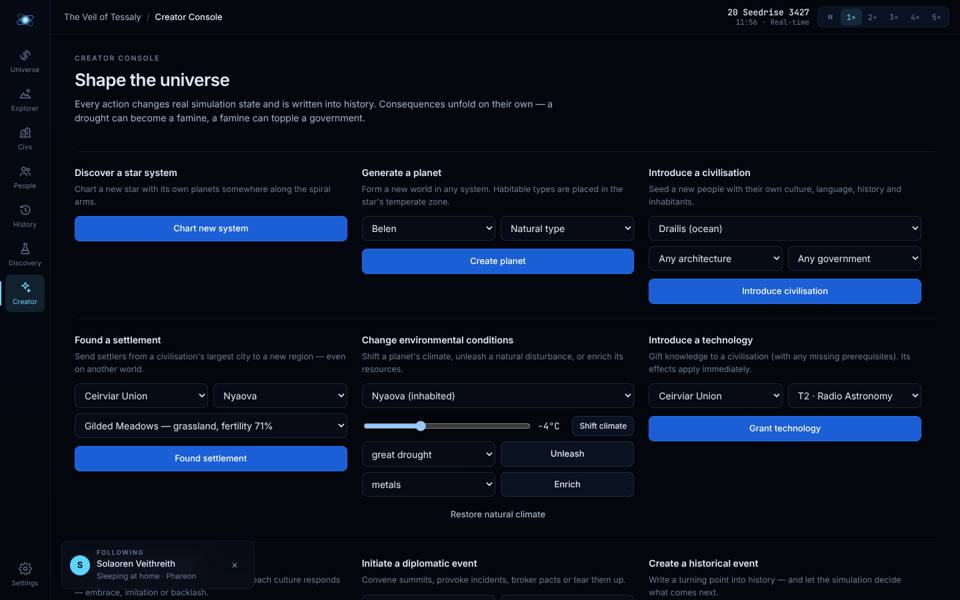 The Veil of Tessaly / Creator Console
20 Seedrise 3427
11:56 · Real-time
1× 2× 3× 4× 5×
Universe
Explorer
Civs
People
History
Discovery
Creator
Settings
CREATOR CONSOLE
Shape the universe
Every action changes real simulation state and is written into history. Consequences unfold on their own — a
drought can become a famine, a famine can topple a government.
Discover a star system
Chart a new star with its own planets somewhere along the spiral
arms.
Chart new system
Generate a planet
Form a new world in any system. Habitable types are placed in the
star's temperate zone.
Belen
Natural type
Create planet
Introduce a civilisation
Seed a new people with their own culture, language, history and
inhabitants.
Drailis (ocean)
Any architecture
Any government
Introduce civilisation
Found a settlement
Send settlers from a civilisation's largest city to a new region — even
on another world.
Ceirviar Union
Nyaova
Gilded Meadows — grassland, fertility 71%
Found settlement
Change environmental conditions
Shift a planet's climate, unleash a natural disturbance, or enrich its
resources.
Nyaova (inhabited)
-4°C
Shift climate
great drought
Unleash
metals
Enrich
Restore natural climate
Introduce a technology
Gift knowledge to a civilisation (with any missing prerequisites). Its
effects apply immediately.
Ceirviar Union
T2 · Radio Astronomy
Grant technology
FOLLOWING
S
Solaoren Veithreith
Sleeping at home · Phareon
×
each culture responds
— embrace, imitation or backlash.
Initiate a diplomatic event
Convene summits, provoke incidents, broker pacts or tear them up.
Create a historical event
Write a turning point into history — and let the simulation decide
what comes next.